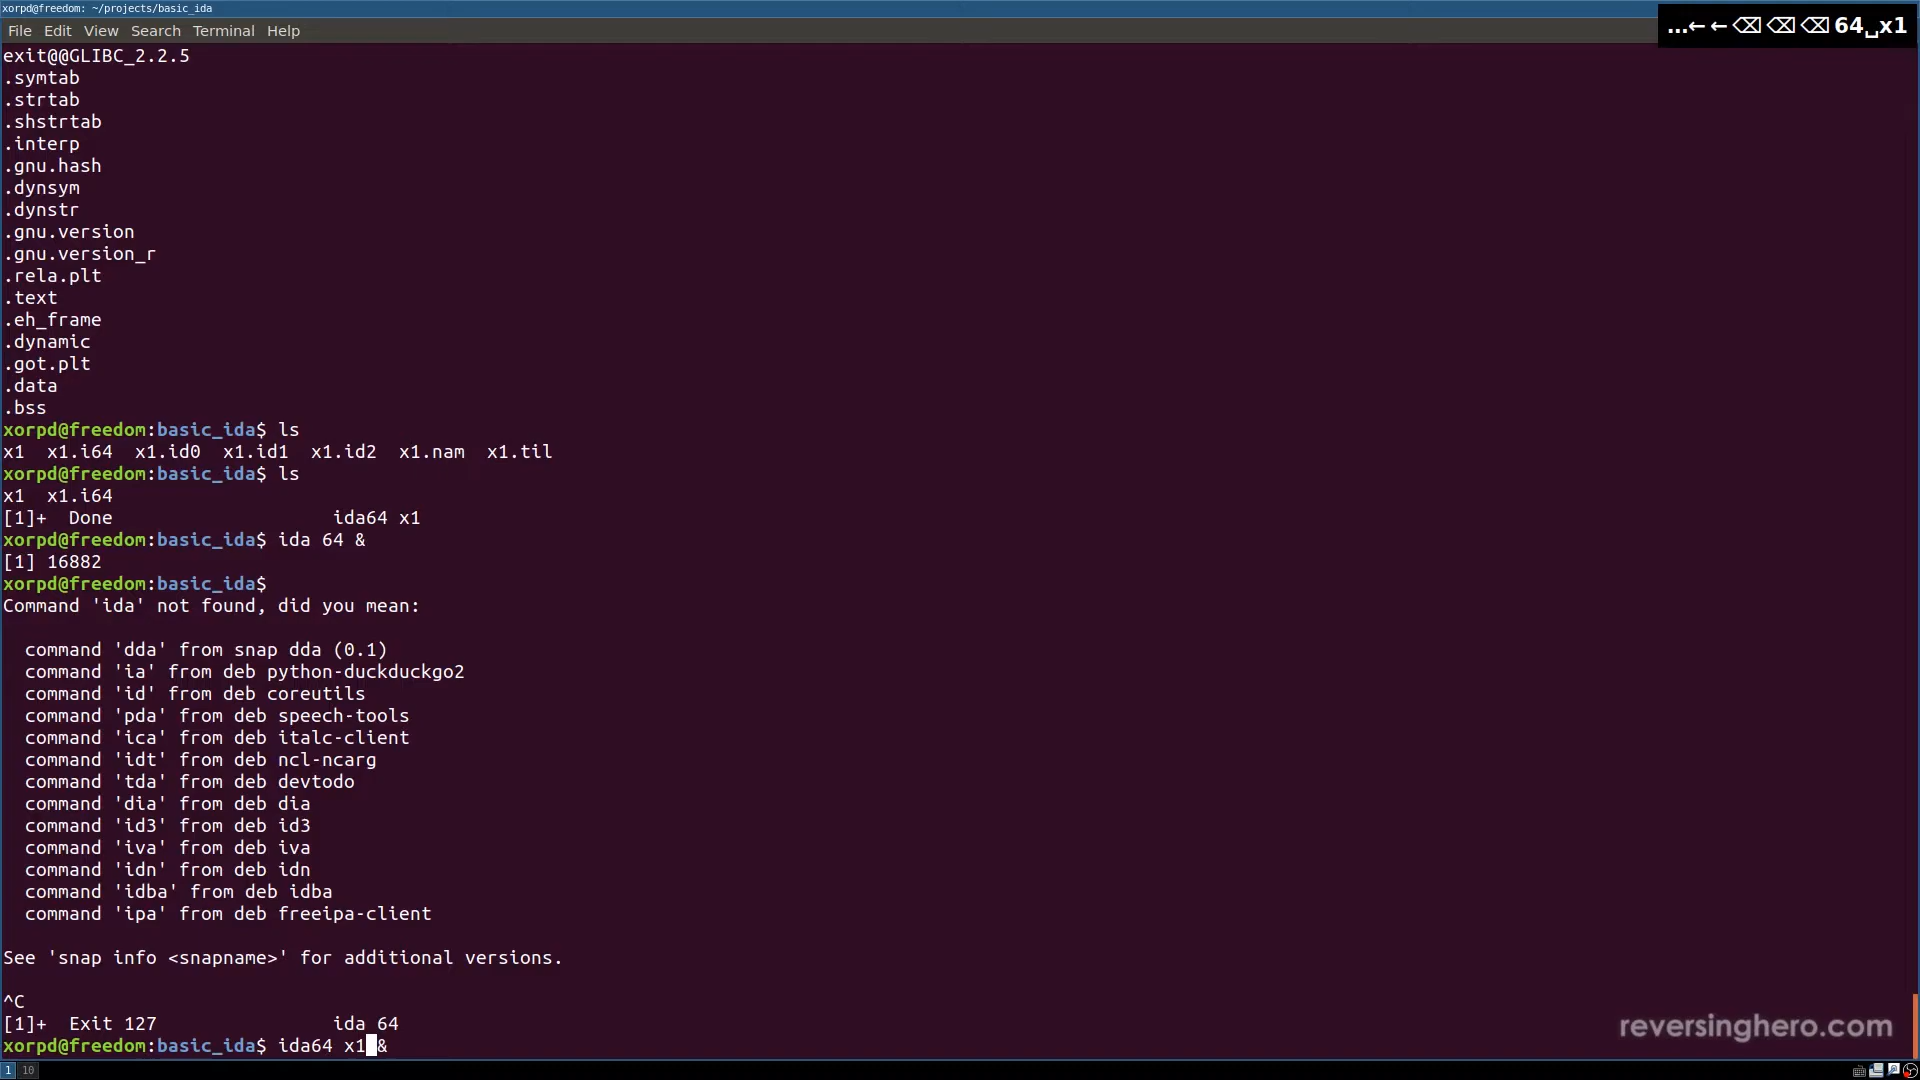 xorpd@freedom: ~/projects/basic_ida
...←←⌫⌫⌫64␣x1
File Edit View Search Terminal Help
exit@@GLIBC_2.2.5
.symtab
.strtab
.shstrtab
.interp
.gnu.hash
.dynsym
.dynstr
.gnu.version
.gnu.version_r
.rela.plt
.text
.eh_frame
.dynamic
.got.plt
.data
.bss
xorpd@freedom:basic_ida$ ls
x1  x1.i64  x1.id0  x1.id1  x1.id2  x1.nam  x1.til
xorpd@freedom:basic_ida$ ls
x1  x1.i64
[1]+  Done                    ida64 x1
xorpd@freedom:basic_ida$ ida 64 &
[1] 16882
xorpd@freedom:basic_ida$
Command 'ida' not found, did you mean:
  command 'dda' from snap dda (0.1)
  command 'ia' from deb python-duckduckgo2
  command 'id' from deb coreutils
  command 'pda' from deb speech-tools
  command 'ica' from deb italc-client
  command 'idt' from deb ncl-ncarg
  command 'tda' from deb devtodo
  command 'dia' from deb dia
  command 'id3' from deb id3
  command 'iva' from deb iva
  command 'idn' from deb idn
  command 'idba' from deb idba
  command 'ipa' from deb freeipa-client
See 'snap info <snapname>' for additional versions.
^C
[1]+  Exit 127                ida 64
xorpd@freedom:basic_ida$ ida64 x1 &
reversinghero.com
1 10